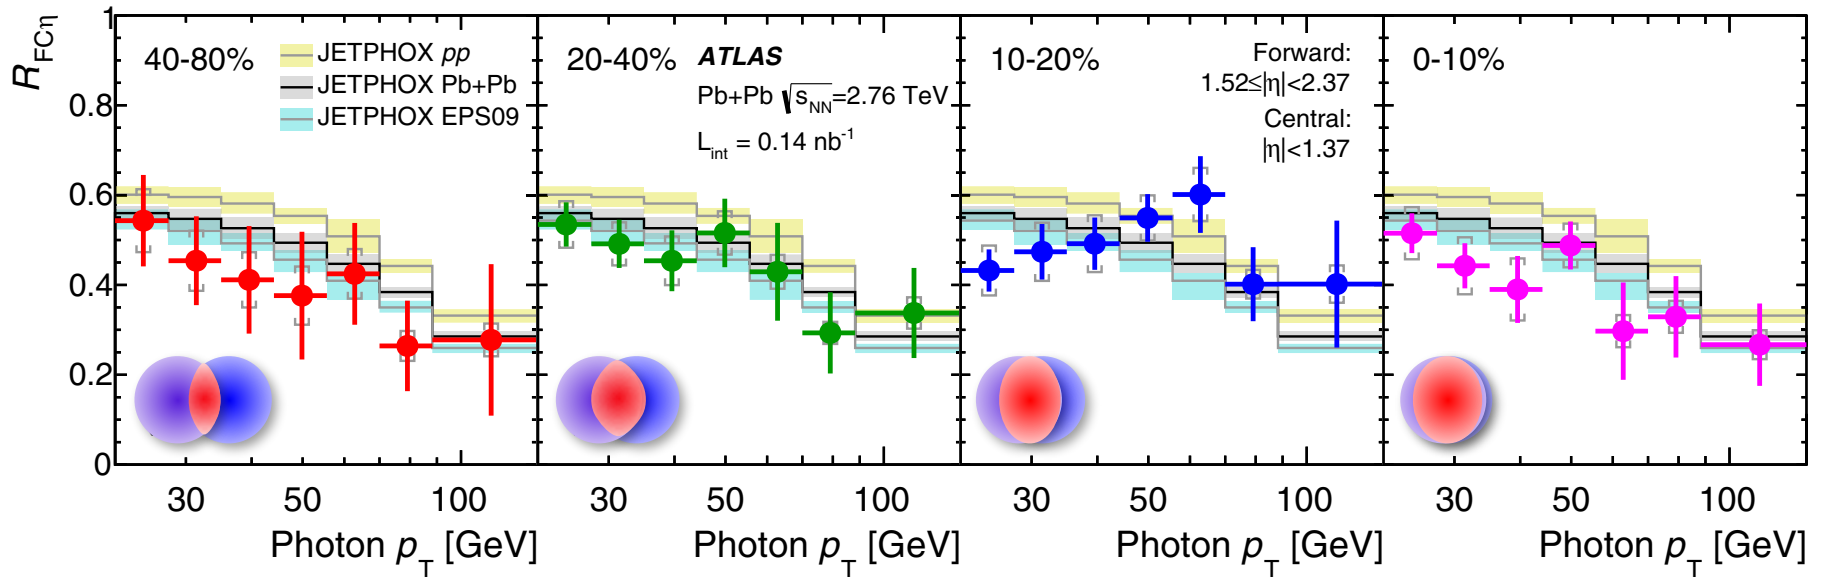 R_FCη
1
0.8
0.6
0.4
0.2
0
40-80%
JETPHOX pp
JETPHOX Pb+Pb
JETPHOX EPS09
20-40%
ATLAS
Pb+Pb √s_NN=2.76 TeV
L_int = 0.14 nb^-1
10-20%
Forward:
1.52≤|η|<2.37
Central:
|η|<1.37
0-10%
30 50 100
30 50 100
30 50 100
30 50 100
Photon p_T [GeV]
Photon p_T [GeV]
Photon p_T [GeV]
Photon p_T [GeV]